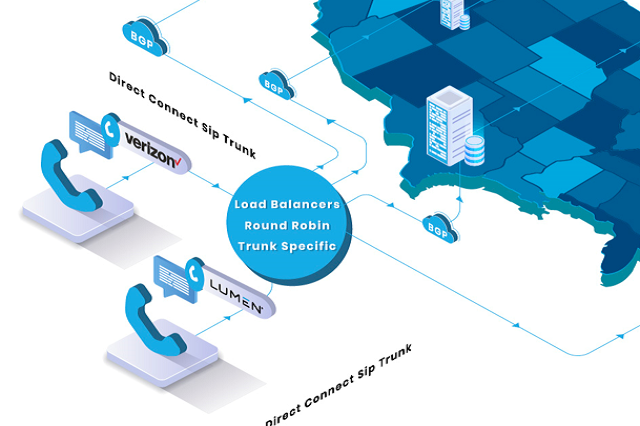 BGP
BGP
Direct Connect Sip Trunk
verizon
Load Balancers
Round Robin
Trunk Specific
BGP
LUMEN
Direct Connect Sip Trunk